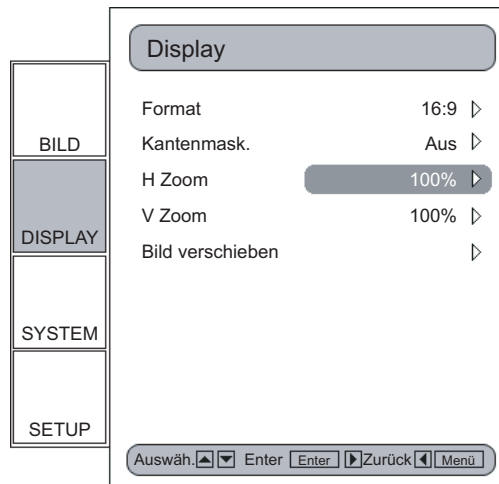 Display
BILD
DISPLAY
SYSTEM
SETUP
Format 16:9
Kantenmask. Aus
H Zoom 100%
V Zoom 100%
Bild verschieben
Auswäh. Enter Enter Zurück Menü